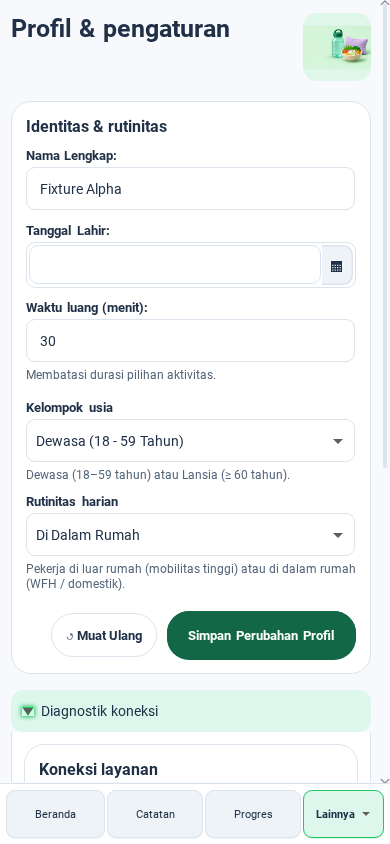 Profil & pengaturan
Identitas & rutinitas
Nama Lengkap:
Fixture Alpha
Tanggal Lahir:
Waktu luang (menit):
30
Membatasi durasi pilihan aktivitas.
Kelompok usia
Dewasa (18 - 59 Tahun)
Dewasa (18–59 tahun) atau Lansia (≥ 60 tahun).
Rutinitas harian
Di Dalam Rumah
Pekerja di luar rumah (mobilitas tinggi) atau di dalam rumah
(WFH / domestik).
↺ Muat Ulang
Simpan Perubahan Profil
Diagnostik koneksi
Koneksi layanan
Beranda
Catatan
Progres
Lainnya